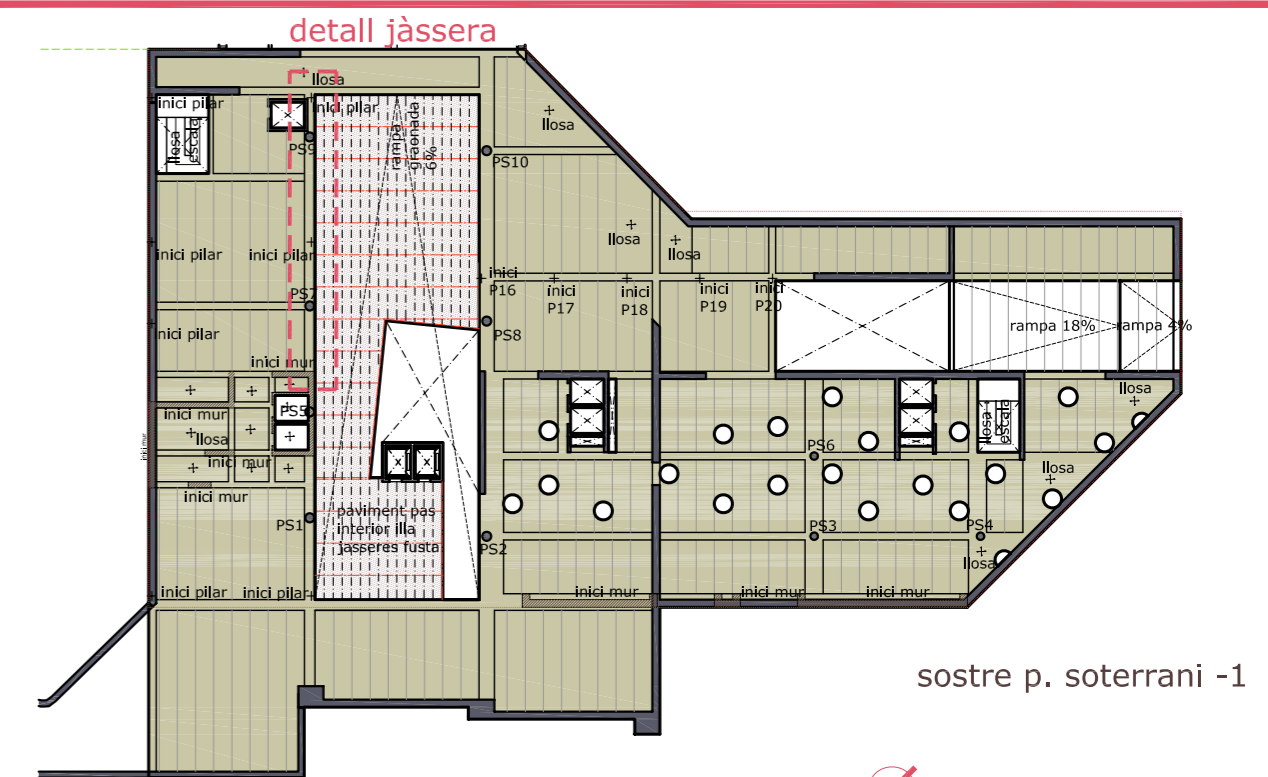 detall jàssera
llosa
inici pilar
inici pilar
llosa
escala
rampa
graonada
6%
llosa
PS9
PS10
llosa
llosa
inici pilar
inici pilar
inici
P16
inici
P17
inici
P18
inici
P19
inici
P20
PS7
PS8
rampa 18%
rampa 4%
inici pilar
inici mur
inici mur
PS5
llosa
inici mur
inici mur
inici mur
llosa
llosa
escala
PS6
llosa
paviment pas
interior illa
jasseres fusta
PS1
PS2
PS3
PS4
llosa
inici pilar
inici pilar
inici mur
inici mur
inici mur
sostre p. soterrani -1